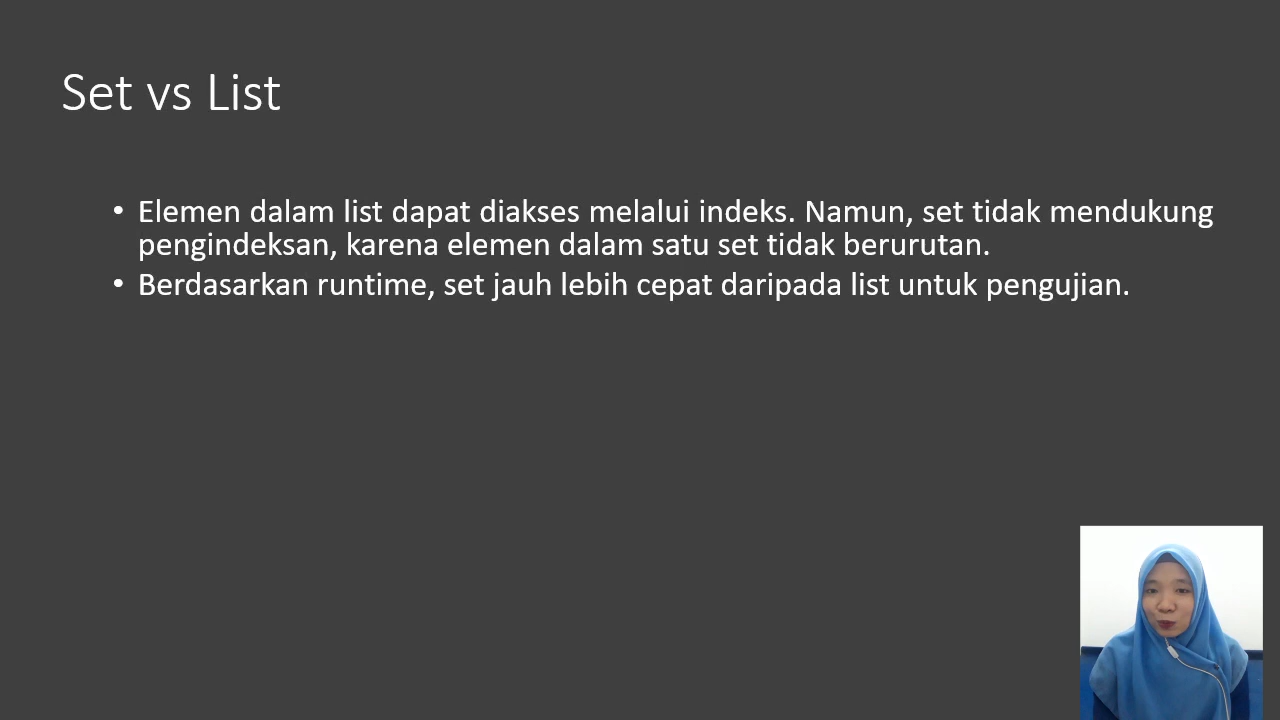 Set vs List
• Elemen dalam list dapat diakses melalui indeks. Namun, set tidak mendukung
pengindeksan, karena elemen dalam satu set tidak berurutan.
• Berdasarkan runtime, set jauh lebih cepat daripada list untuk pengujian.